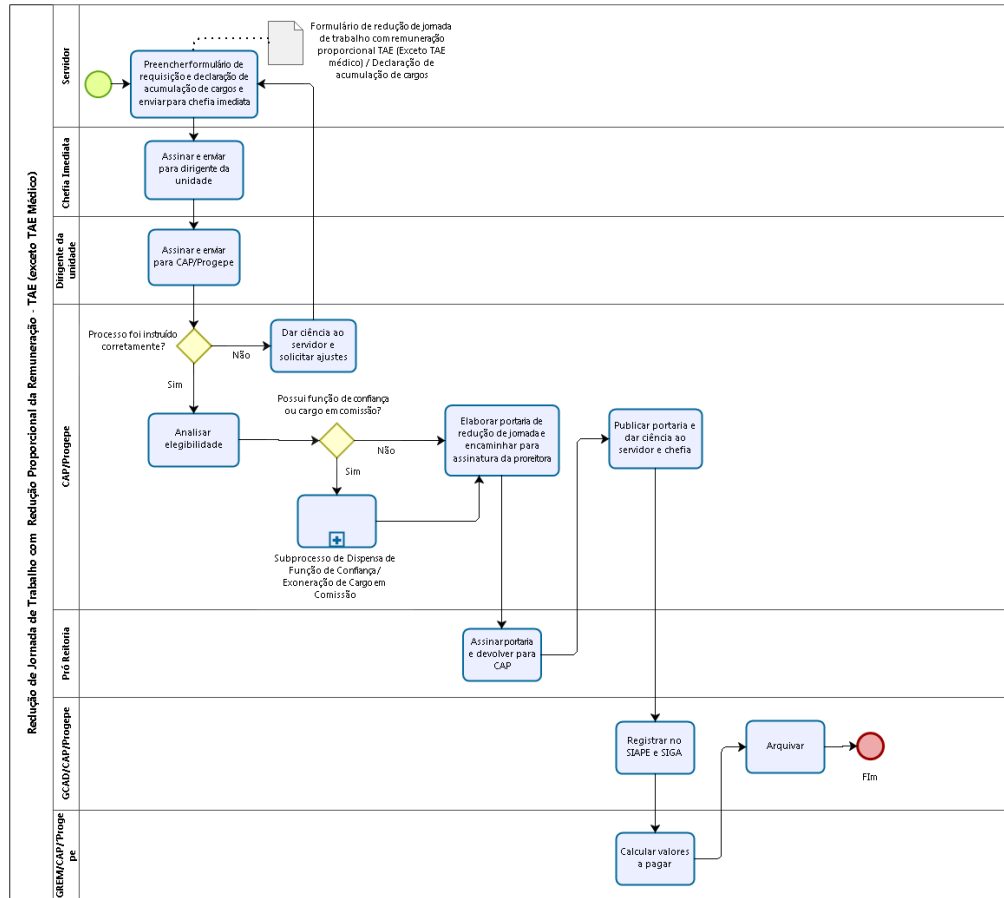 Redução de Jornada de Trabalho com Redução Proporcional da Remuneração - TAE (exceto TAE Médico)
Servidor
Preencher formulário de
requisição e declaração de
acumulação de cargos e
enviar para chefia imediata
Formulário de redução de jornada
de trabalho com remuneração
proporcional TAE (Exceto TAE
médico) / Declaração de
acumulação de cargos
Chefia Imediata
Assinar e enviar
para dirigente da
unidade
Dirigente da
unidade
Assinar e enviar
para CAP/Progepe
CAP/Progepe
Processo foi instruído
corretamente?
Não
Sim
Dar ciência ao
servidor e
solicitar ajustes
Analisar
elegebilidade
Possui função de confiança
ou cargo em comissão?
Não
Sim
Subprocesso de Dispensa de
Função de Confiança/
Exoneração de Cargo em
Comissão
Elaborar portaria de
redução de jornada e
encaminhar para
assinatura da proreitora
Publicar portaria e
dar ciência ao
servidor e chefia
Pró Reitoria
Assinar portaria
e devolver para
CAP
GCAD/CAP/Progepe
Registrar no
SIAPE e SIGA
Arquivar
FIm
GREM/CAP/'Proge
pe
Calcular valores
a pagar